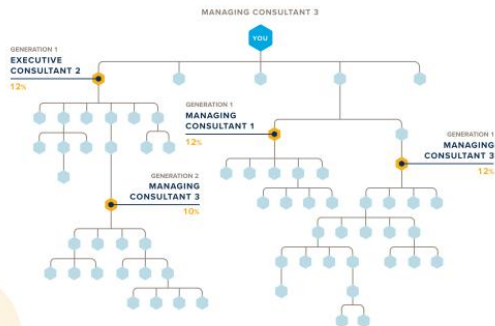 MANAGING CONSULTANT 3
YOU
GENERATION 1
EXECUTIVE
CONSULTANT 2
12%
GENERATION 1
MANAGING
CONSULTANT 1
12%
GENERATION 1
MANAGING
CONSULTANT 3
12%
GENERATION 2
MANAGING
CONSULTANT 3
10%